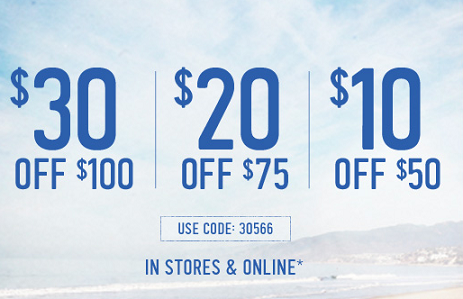 $30 $20 $10
OFF $100 OFF $75 OFF $50
USE CODE: 30566
IN STORES & ONLINE*